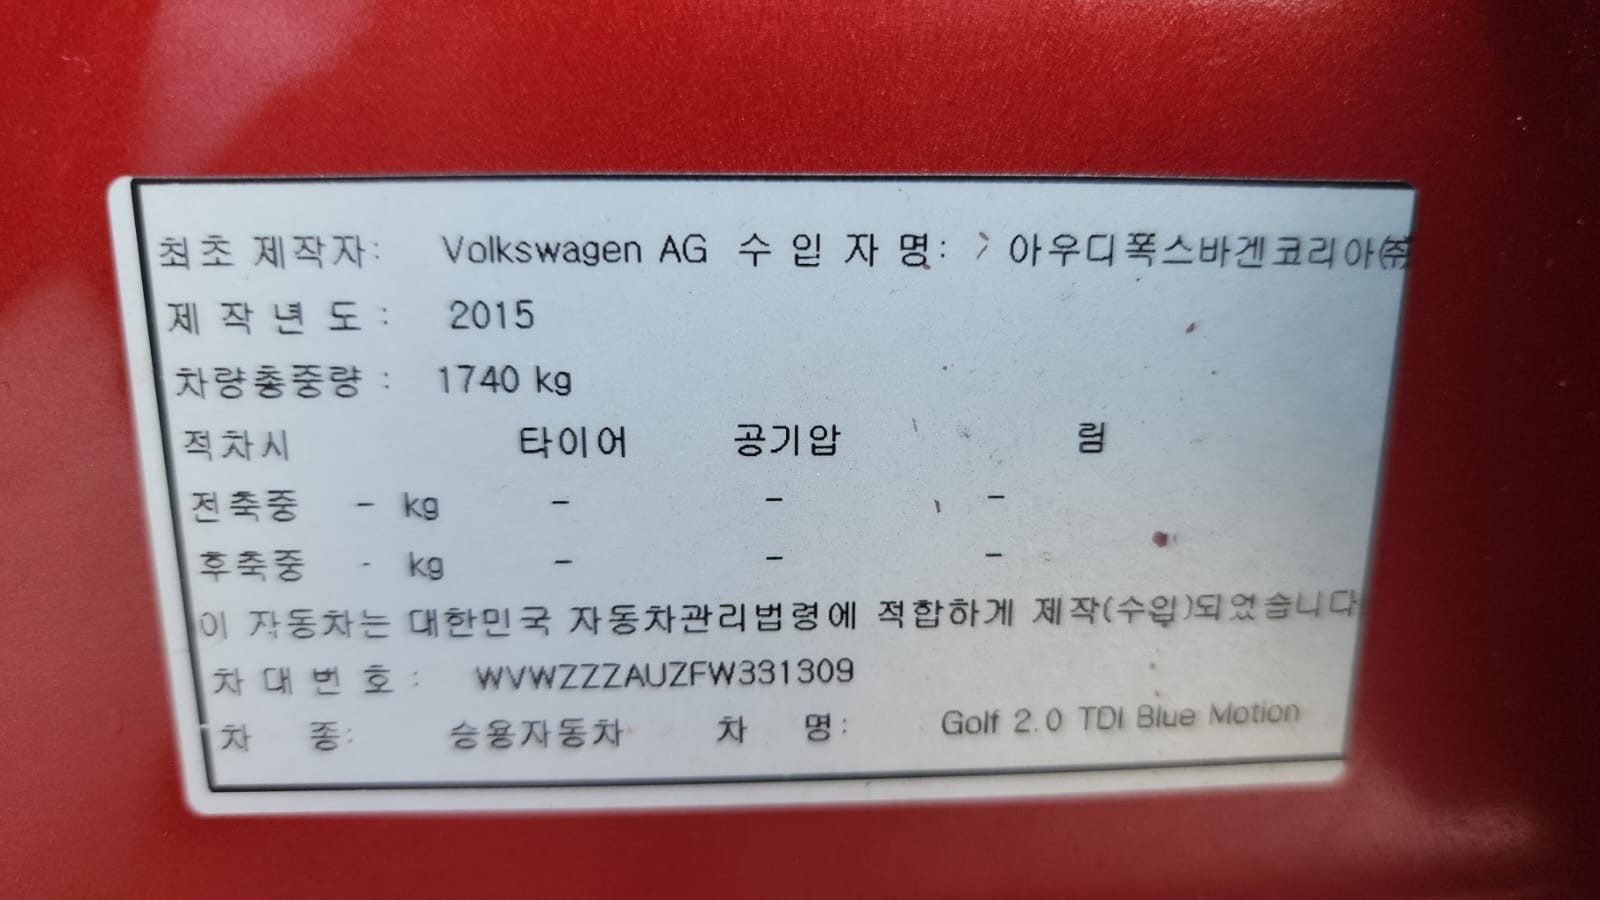 최초 제작자: Volkswagen AG 수 입 자 명: 아우디폭스바겐코리아㈜
제 작 년 도 : 2015
차량총중량 : 1740 kg
적차시 타이어 공기압 림
전축중 - kg - - -
후축중 - kg - - -
이 자동차는 대한민국 자동차관리법령에 적합하게 제작(수입)되었습니다
차 대 번 호 : WVWZZZAUZFW331309
차 종: 승용자동차 차 명: Golf 2.0 TDI Blue Motion